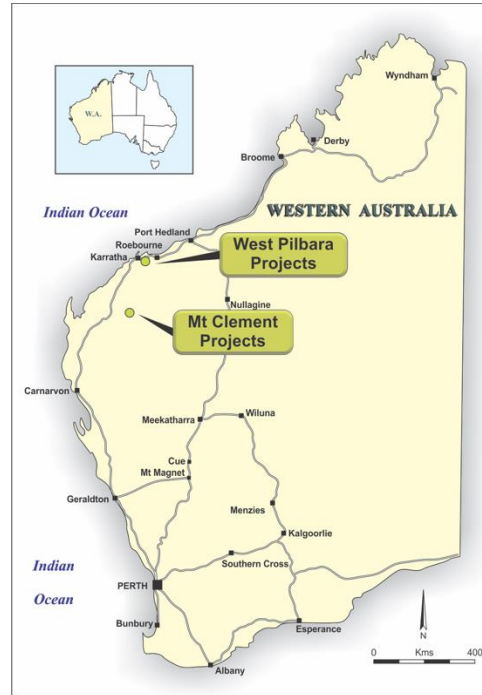 W.A.
Wyndham
Derby
Broome
Indian Ocean
WESTERN AUSTRALIA
Port Hedland
Roebourne
Karratha
West Pilbara
Projects
Nullagine
Mt Clement
Projects
Carnarvon
Meekatharra
Wiluna
Cue
Mt Magnet
Geraldton
Menzies
Kalgoorlie
Southern Cross
Indian
Ocean
PERTH
Bunbury
Esperance
Albany
N
0 Kms 400